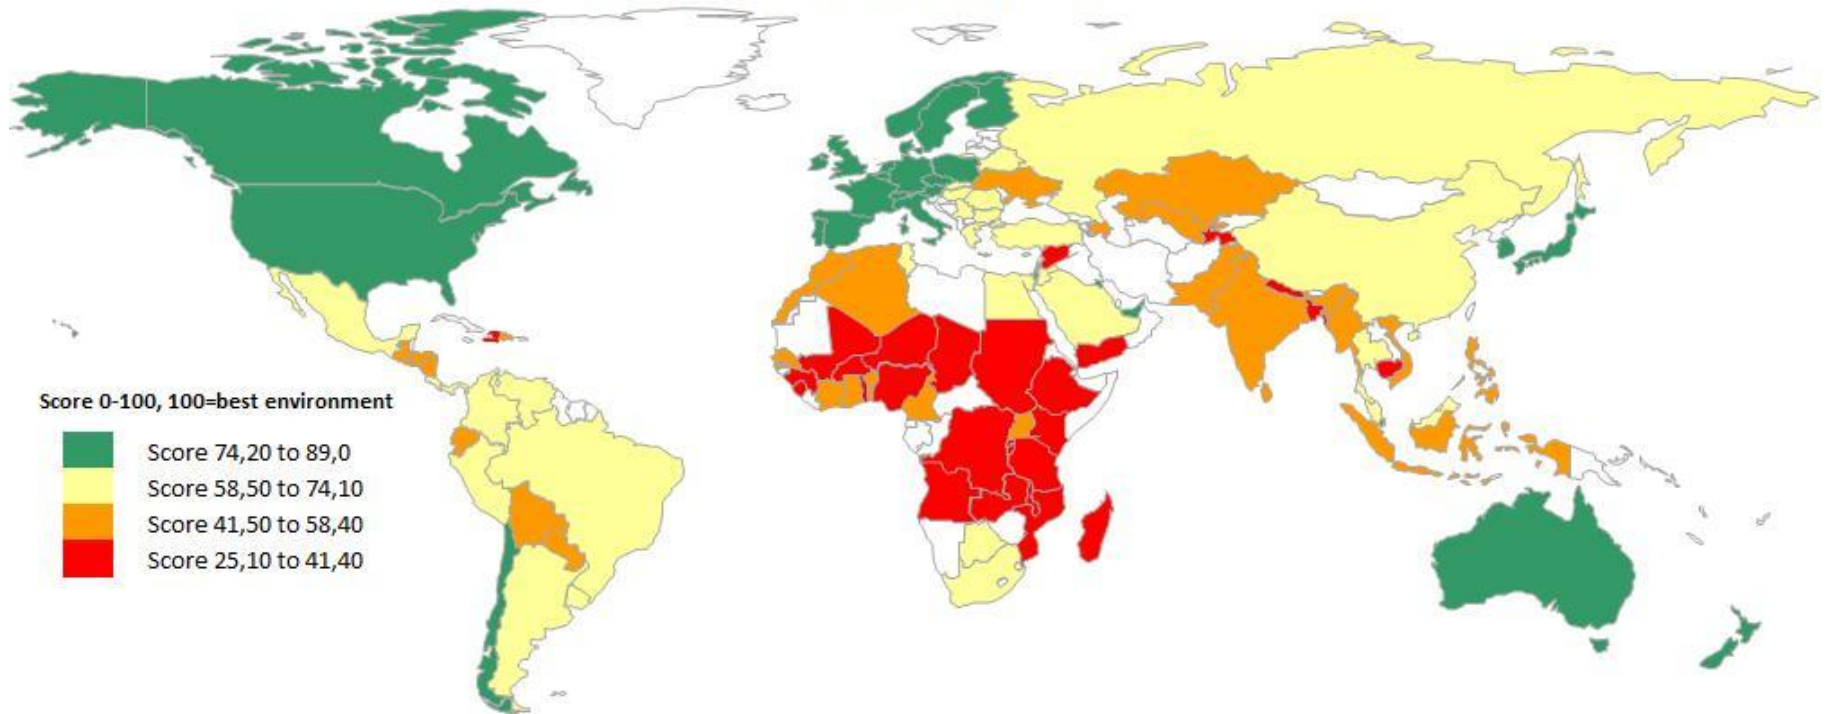 Score 0-100, 100=best environment
Score 74,20 to 89,0
Score 58,50 to 74,10
Score 41,50 to 58,40
Score 25,10 to 41,40